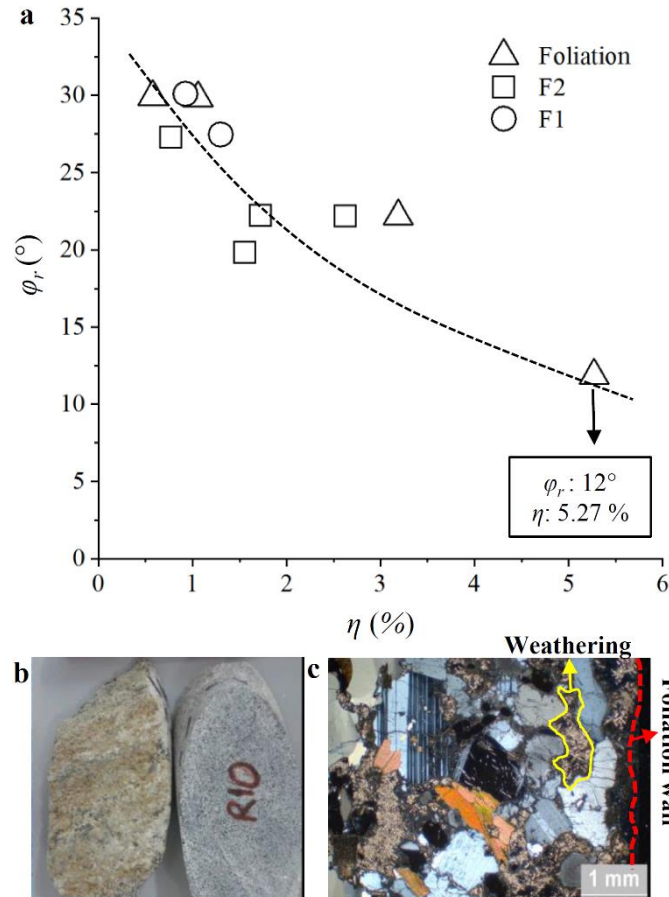 a
35
30
25
20
15
10
5
0
φr (°)
Foliation
F2
F1
φr : 12°
η: 5.27 %
0 1 2 3 4 5 6
η (%)
b
R10
c
Weathering
Foliation Wall
1 mm